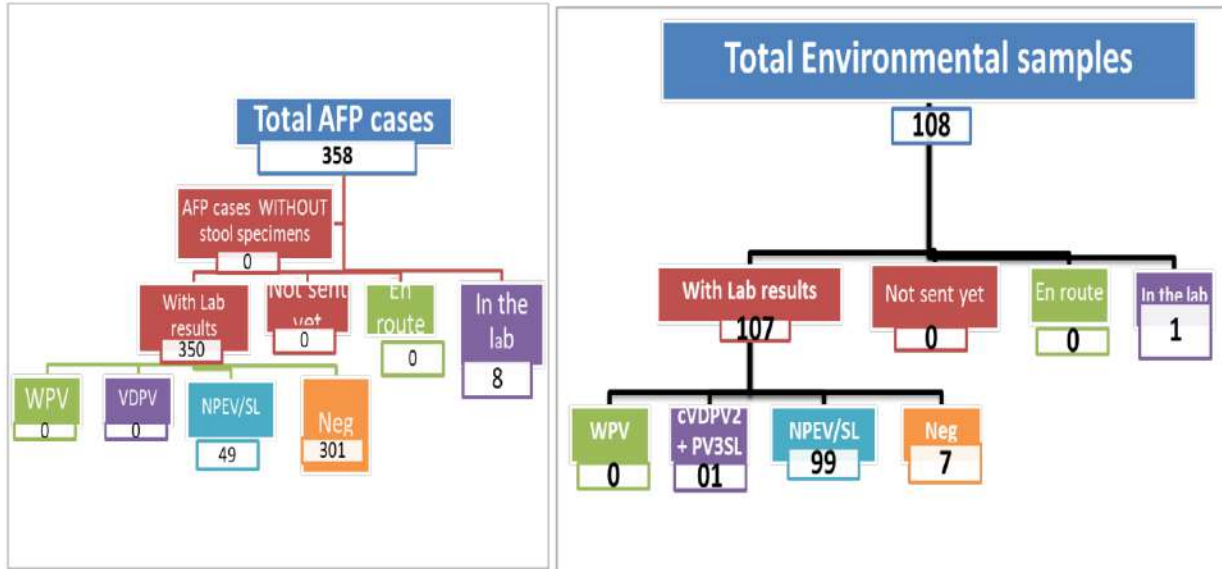 Total AFP cases
358
AFP cases WITHOUT
stool specimens
0
With Lab
results
350
Not sent
yet
0
En
route
0
In the
lab
8
WPV
0
VDPV
0
NPEV/SL
49
Neg
301
Total Environmental samples
108
With Lab results
107
Not sent yet
0
En route
0
In the lab
1
WPV
0
cVDPV2
+ PV3SL
01
NPEV/SL
99
Neg
7